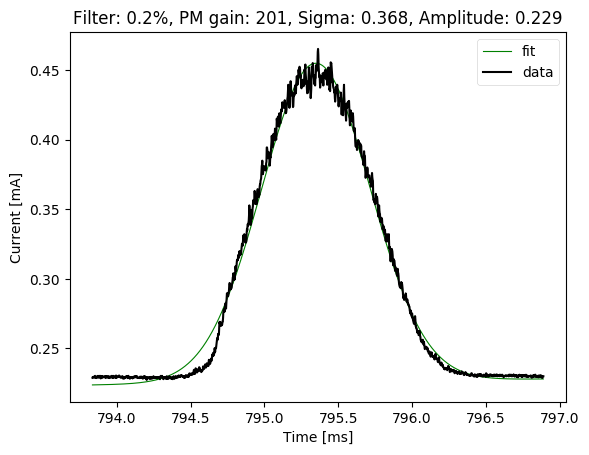 Filter: 0.2%, PM gain: 201, Sigma: 0.368, Amplitude: 0.229
fit
data
0.45
0.40
0.35
0.30
0.25
Current [mA]
794.0 794.5 795.0 795.5 796.0 796.5 797.0
Time [ms]